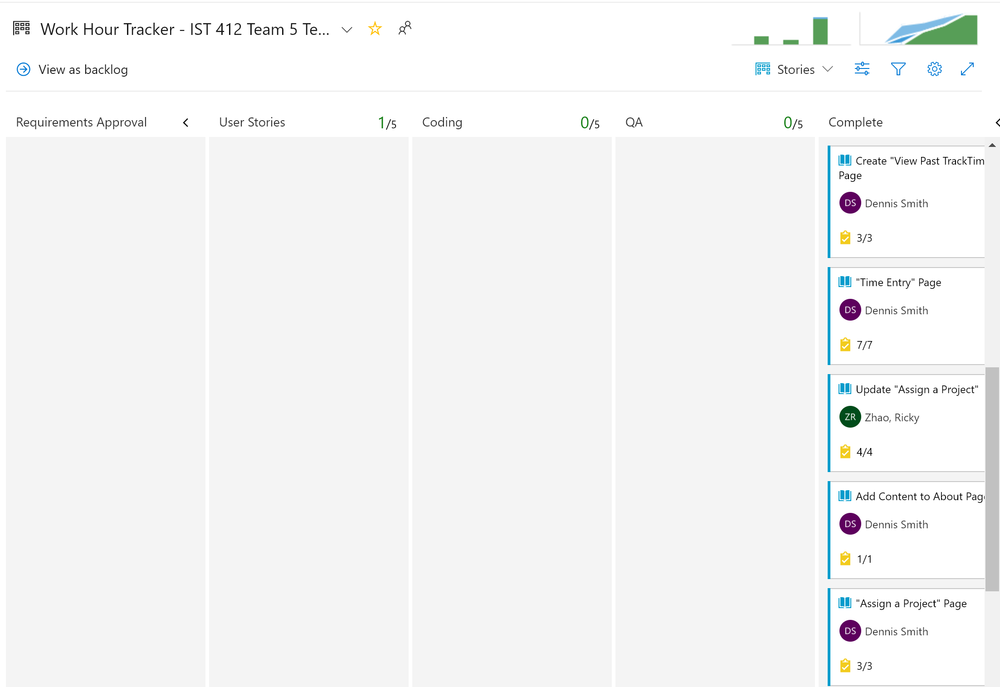 Work Hour Tracker - IST 412 Team 5 Te...
View as backlog
Stories
Requirements Approval
User Stories 1/5
Coding 0/5
QA 0/5
Complete
Create "View Past TrackTim
Page
DS Dennis Smith
3/3
"Time Entry" Page
DS Dennis Smith
7/7
Update "Assign a Project"
ZR Zhao, Ricky
4/4
Add Content to About Pag
DS Dennis Smith
1/1
"Assign a Project" Page
DS Dennis Smith
3/3